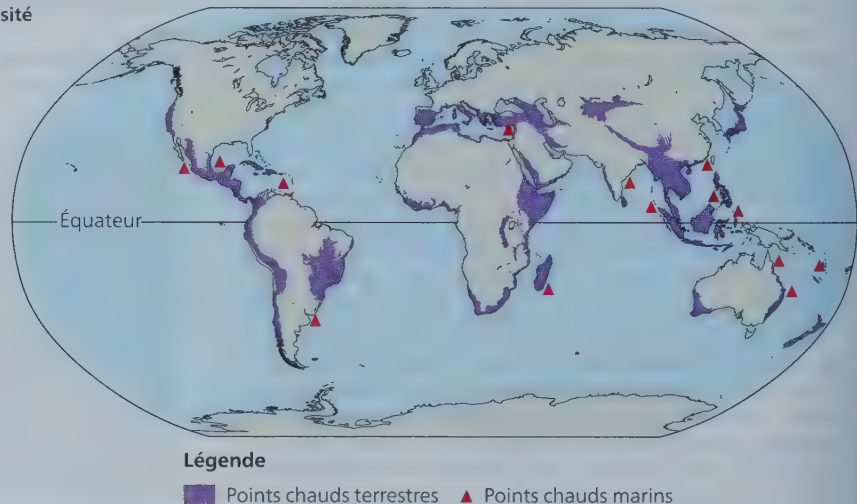 sité
Équateur
Légende
Points chauds terrestres
Points chauds marins